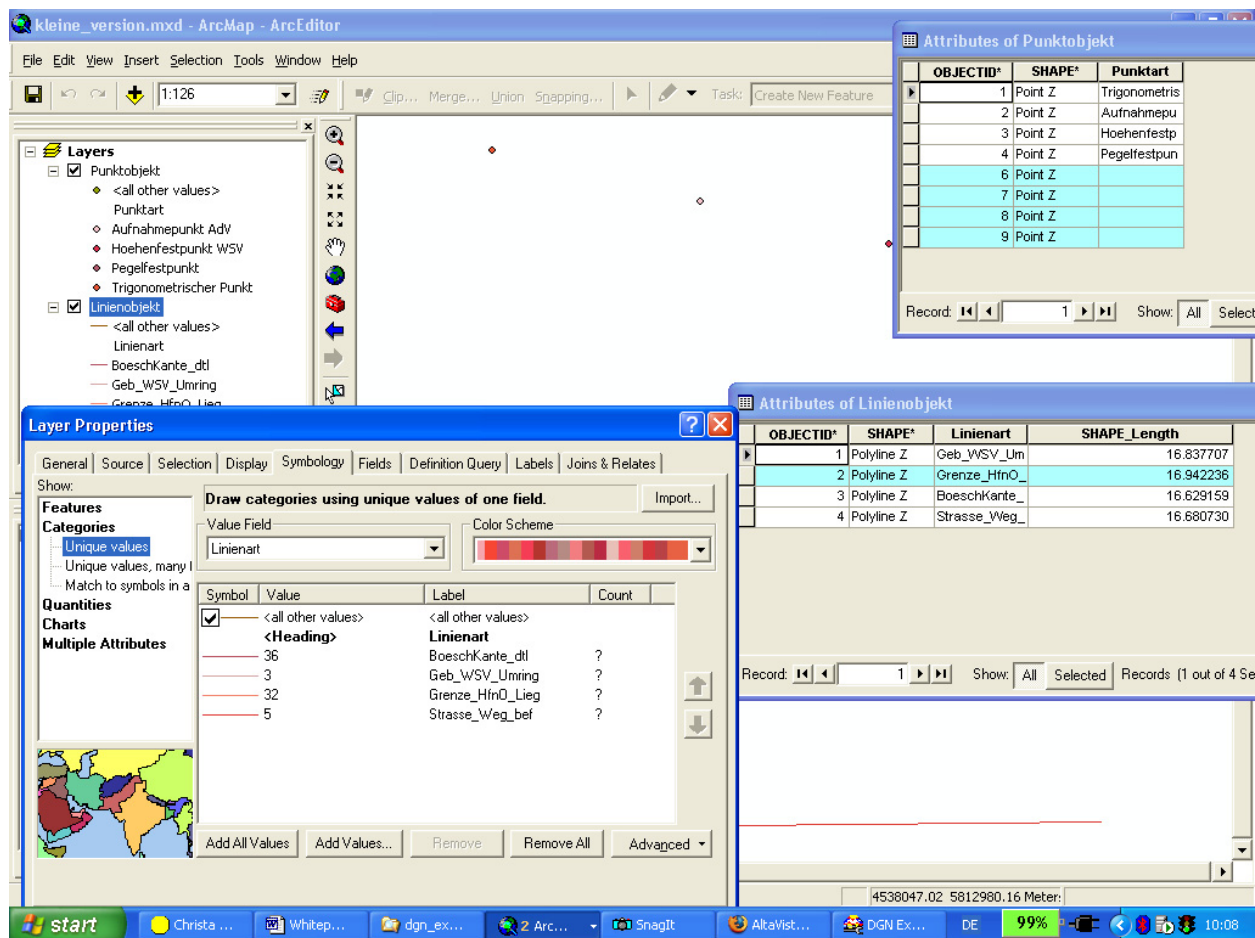 kleine_version.mxd - ArcMap - ArcEditor
File Edit View Insert Selection Tools Window Help
1:126
Clip... Merge... Union Snapping... Task: Create New Feature
Layers
Punktobjekt
<all other values>
Punktart
Aufnahmepunkt AdV
Hoehenfestpunkt WSV
Pegelfestpunkt
Trigonometrischer Punkt
Linienobjekt
<all other values>
Linienart
BoeschKante_dtl
Geb_WSV_Umring
Grenze_HfnO_Lieg
Attributes of Punktobjekt
OBJECTID* SHAPE* Punktart
1 Point Z Trigonometris
2 Point Z Aufnahmepu
3 Point Z Hoehenfestp
4 Point Z Pegelfestpun
6 Point Z
7 Point Z
8 Point Z
9 Point Z
Record: 1 Show: All Select
Layer Properties
General Source Selection Display Symbology Fields Definition Query Labels Joins & Relates
Show:
Features
Categories
Unique values
Unique values, many
Match to symbols in a
Quantities
Charts
Multiple Attributes
Draw categories using unique values of one field.
Import...
Value Field
Linienart
Color Scheme
Symbol Value Label Count
<all other values> <all other values>
<Heading> Linienart
36 BoeschKante_dtl ?
3 Geb_WSV_Umring ?
32 Grenze_HfnO_Lieg ?
5 Strasse_Weg_bef ?
Add All Values Add Values... Remove Remove All Advanced
Attributes of Linienobjekt
OBJECTID* SHAPE* Linienart SHAPE_Length
1 Polyline Z Geb_WSV_Um 16.837707
2 Polyline Z Grenze_HfnO_ 16.942236
3 Polyline Z BoeschKante_ 16.629159
4 Polyline Z Strasse_Weg_ 16.680730
Record: 1 Show: All Selected Records (1 out of 4 Se
4538047.02 5812980.16 Meter:
start Christa ... Whitep... dgn_ex... 2 Arc... SnagIt AltaVist... DGN Ex... DE 99% 10:08